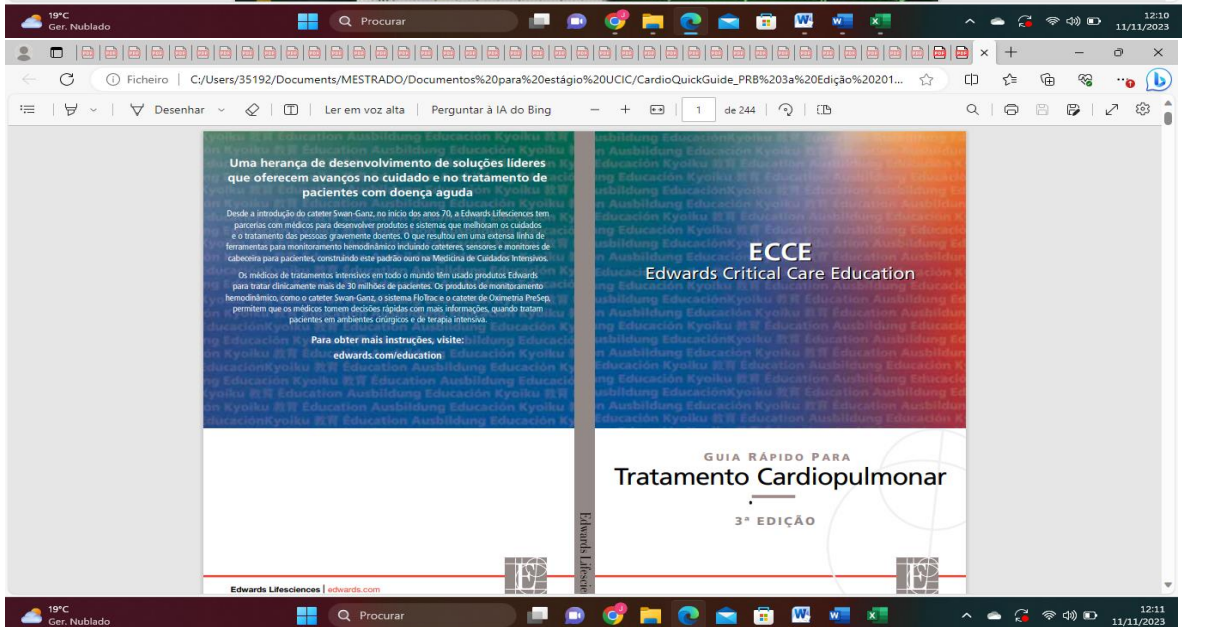 19°C
Ger. Nublado
Procurar
12:10
11/11/2023
Ficheiro
C:/Users/35192/Documents/MESTRADO/Documentos%20para%20estágio%20UCIC/CardioQuickGuide_PRB%203a%20Edição%20201...
Desenhar
Ler em voz alta
Perguntar à IA do Bing
1
de 244
Uma herança de desenvolvimento de soluções líderes
que oferecem avanços no cuidado e no tratamento de
pacientes com doença aguda
Desde a introdução do cateter Swan-Ganz, no início dos anos 70, a Edwards Lifesciences tem
parcerias com médicos para desenvolver produtos e sistemas que melhoram os cuidados
e o tratamento das pessoas gravemente doentes. O que resultou em uma extensa linha de
ferramentas para monitoramento hemodinâmico incluindo cateteres, sensores e monitores de
cabeceira para pacientes, construindo este padrão ouro na Medicina de Cuidados Intensivos.
Os médicos de tratamentos intensivos em todo o mundo têm usado produtos Edwards
para tratar clinicamente mais de 30 milhões de pacientes. Os produtos de monitoramento
hemodinâmico, como o cateter Swan-Ganz, o sistema FloTrac e o cateter de Oximetria PreSep,
permitem que os médicos tomem decisões rápidas com mais informações, quando tratam
pacientes em ambientes cirúrgicos e de terapia intensiva.
Para obter mais instruções, visite:
edwards.com/education
Edwards Lifesciences | edwards.com
Edwards Lifescie
ECCE
Edwards Critical Care Education
GUIA RÁPIDO PARA
Tratamento Cardiopulmonar
3ª EDIÇÃO
19°C
Ger. Nublado
Procurar
12:11
11/11/2023